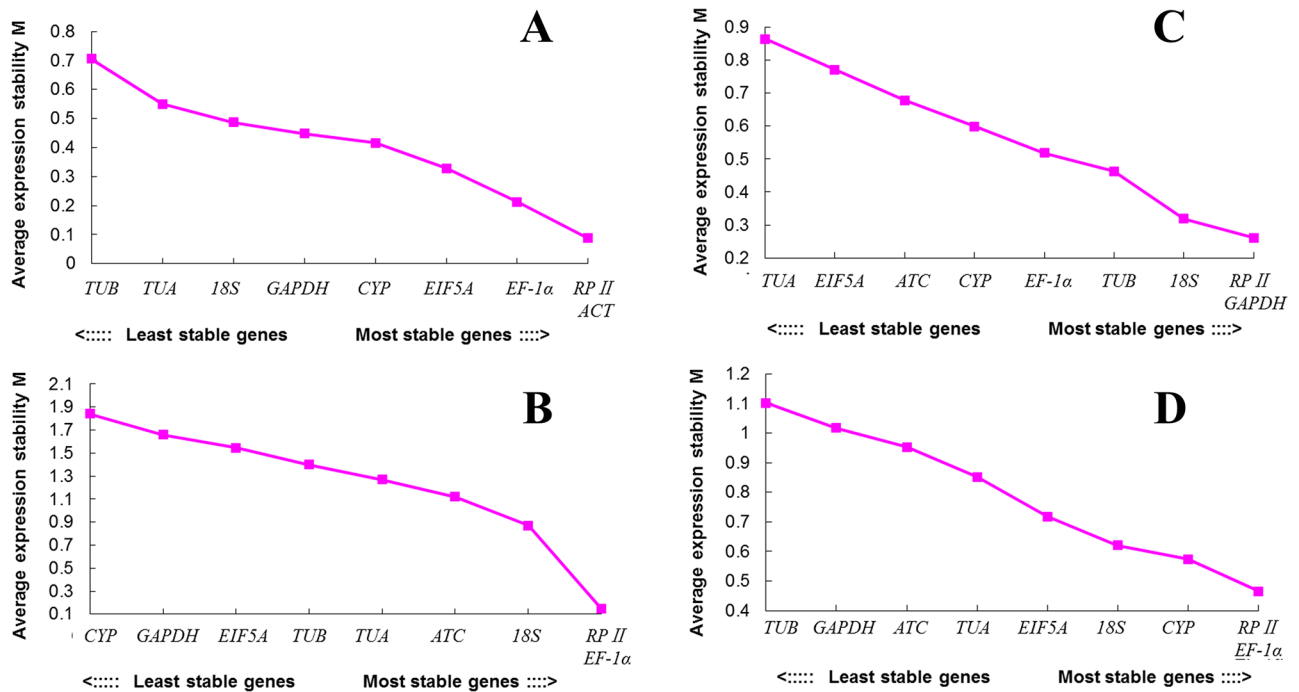 A
Average expression stability M
0.8
0.7
0.6
0.5
0.4
0.3
0.2
0.1
0
TUB TUA 18S GAPDH CYP EIF5A EF-1α RP II
ACT
<::::: Least stable genes Most stable genes ::::>
C
Average expression stability M
0.9
0.8
0.7
0.6
0.5
0.4
0.3
0.2
TUA EIF5A ATC CYP EF-1α TUB 18S RP II
GAPDH
<::::: Least stable genes Most stable genes ::::>
B
Average expression stability M
2.1
1.9
1.7
1.5
1.3
1.1
0.9
0.7
0.5
0.3
0.1
CYP GAPDH EIF5A TUB TUA ATC 18S RP II
EF-1α
<::::: Least stable genes Most stable genes ::::>
D
Average expression stability M
1.2
1.1
1
0.9
0.8
0.7
0.6
0.5
0.4
TUB GAPDH ATC TUA EIF5A 18S CYP RP II
EF-1α
<::::: Least stable genes Most stable genes ::::>